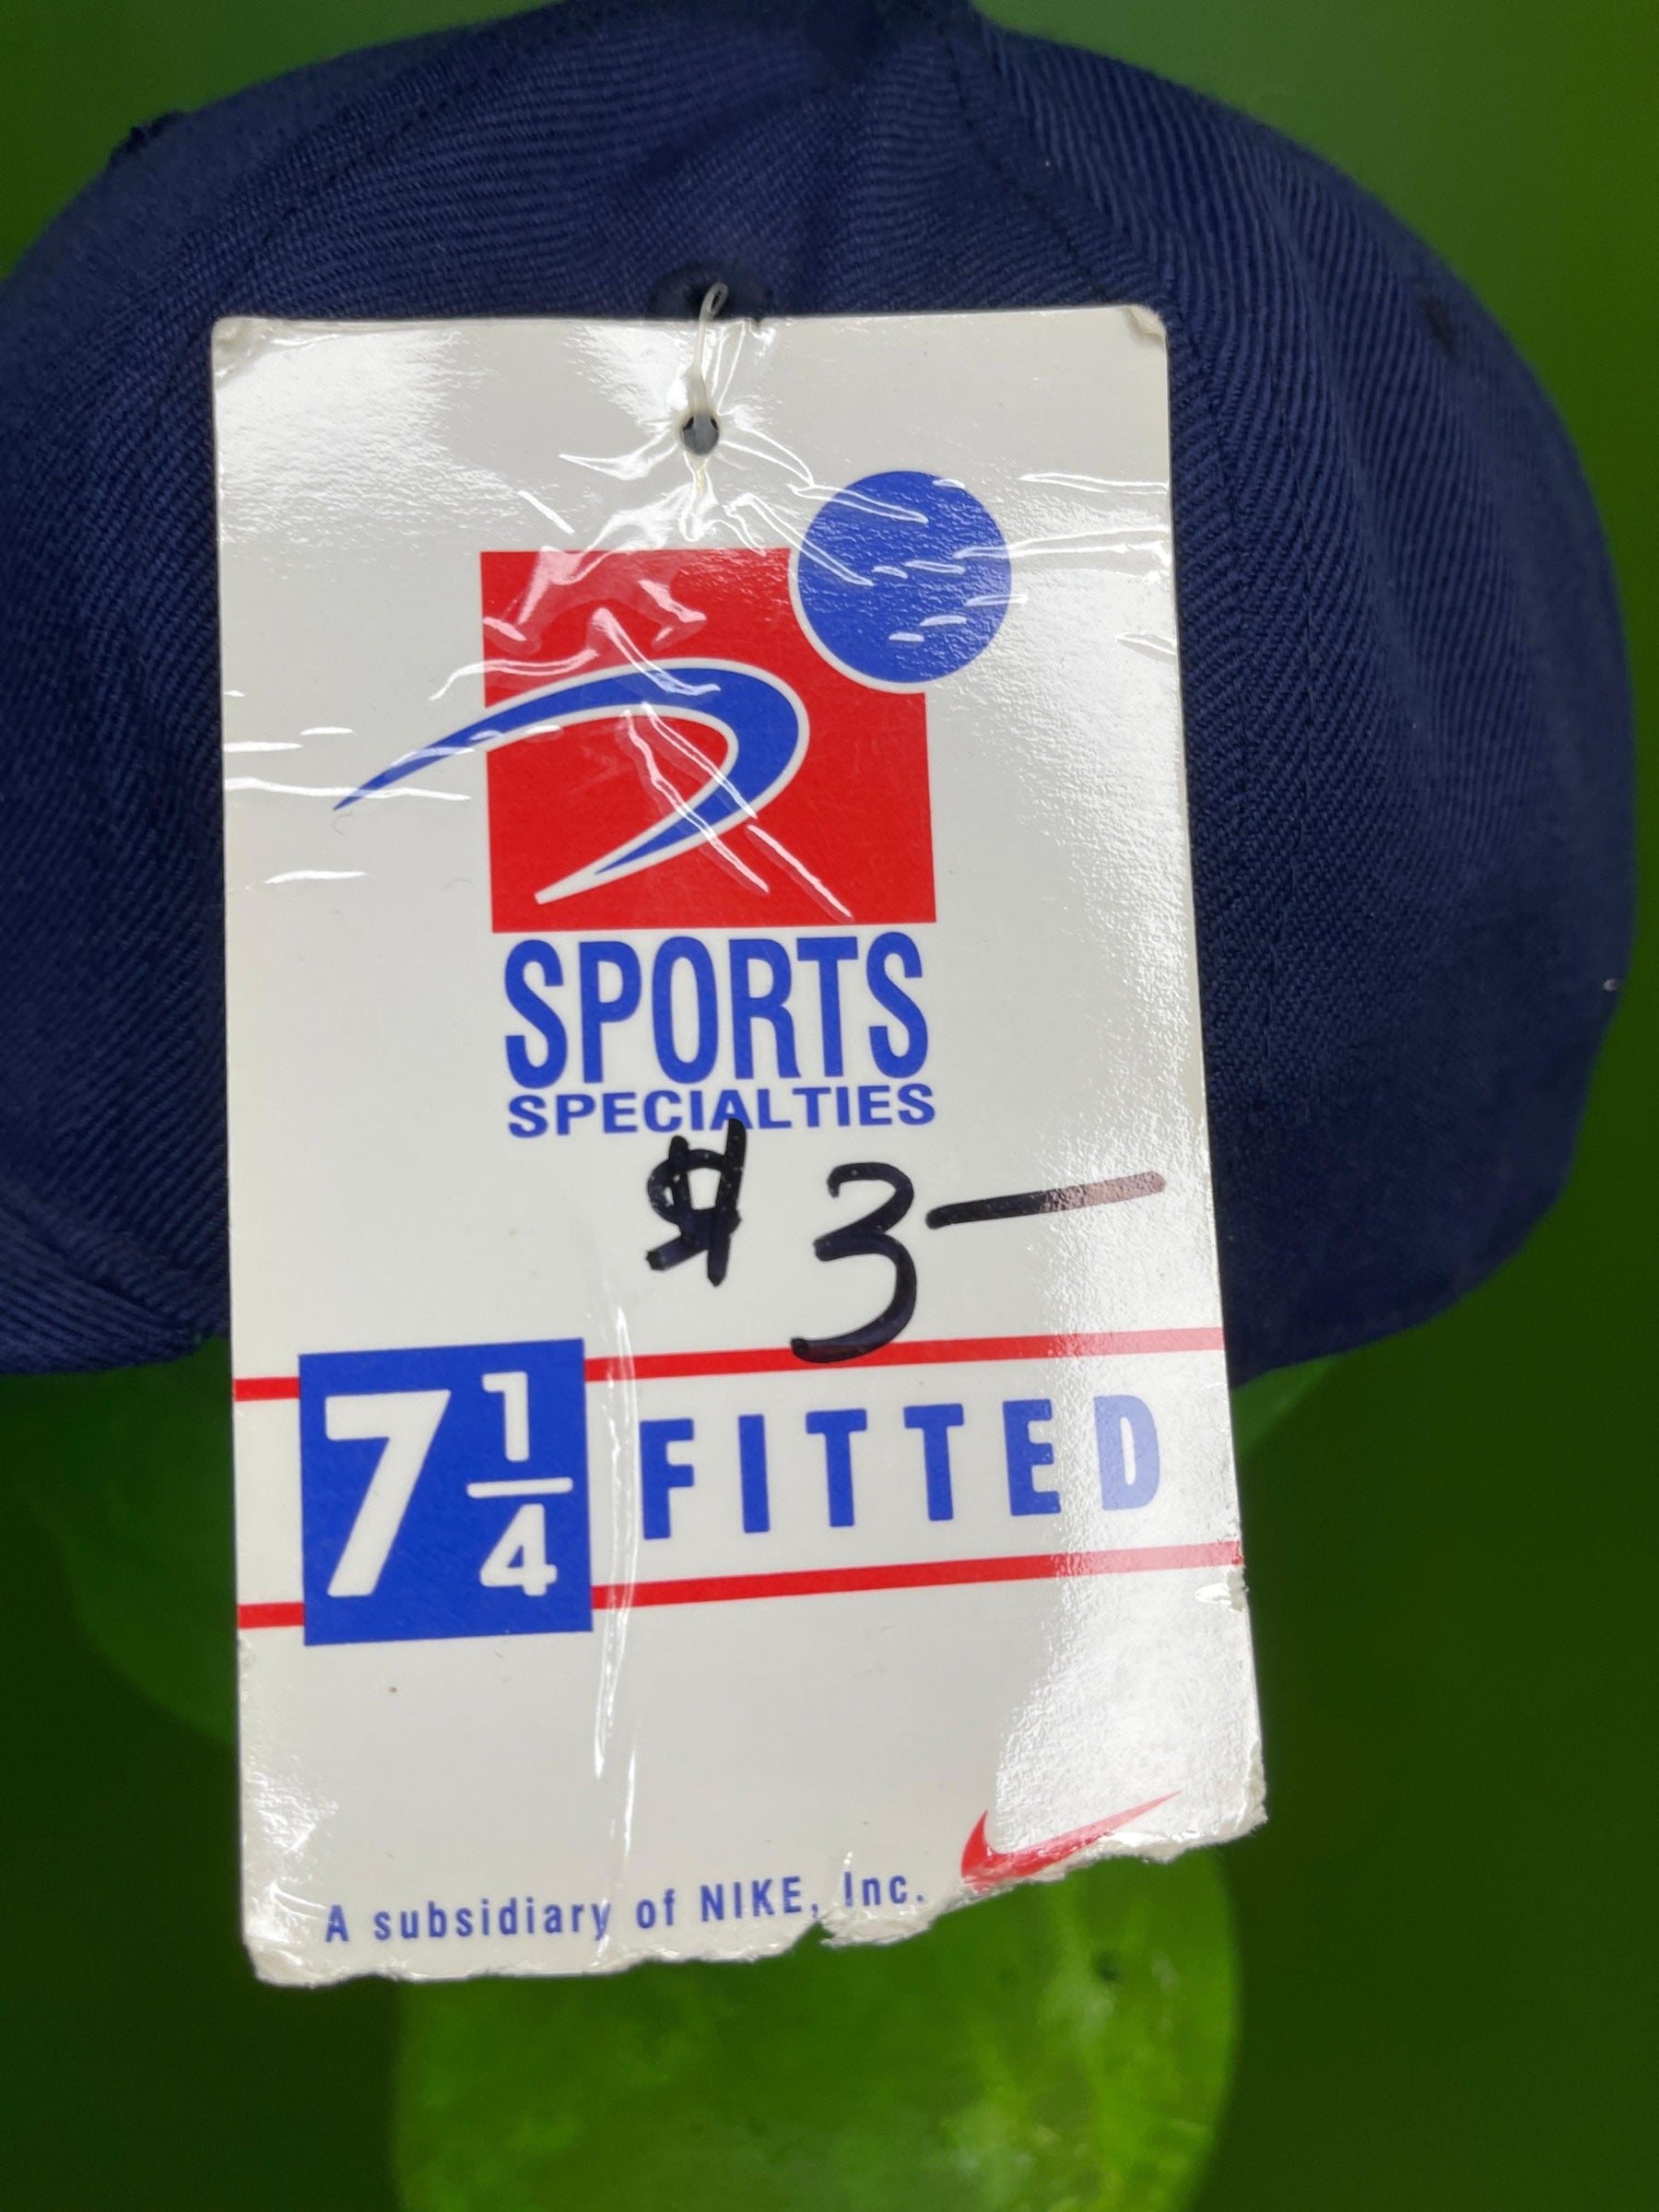 SPORTS
SPECIALTIES
$ 3—
7 1/4 FITTED
A subsidiary of NIKE, Inc.